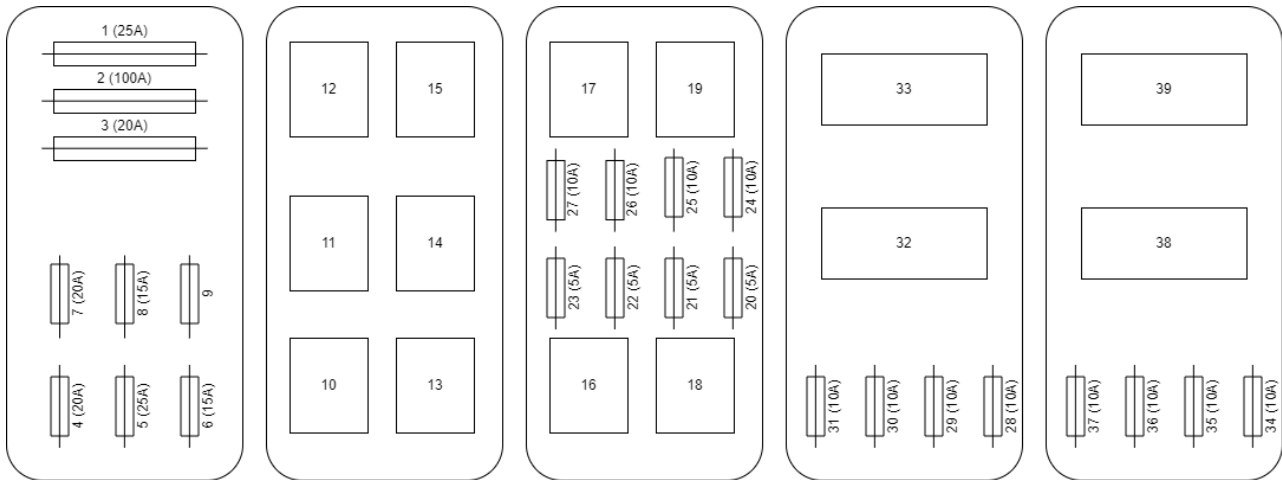 1 (25A)
2 (100A)
3 (20A)
7 (20A)
8 (15A)
9
4 (20A)
5 (25A)
6 (15A)
12
15
11
14
10
13
17
19
27 (10A)
26 (10A)
25 (10A)
24 (10A)
23 (5A)
22 (5A)
21 (5A)
20 (5A)
16
18
33
32
31 (10A)
30 (10A)
29 (10A)
28 (10A)
39
38
37 (10A)
36 (10A)
35 (10A)
34 (10A)